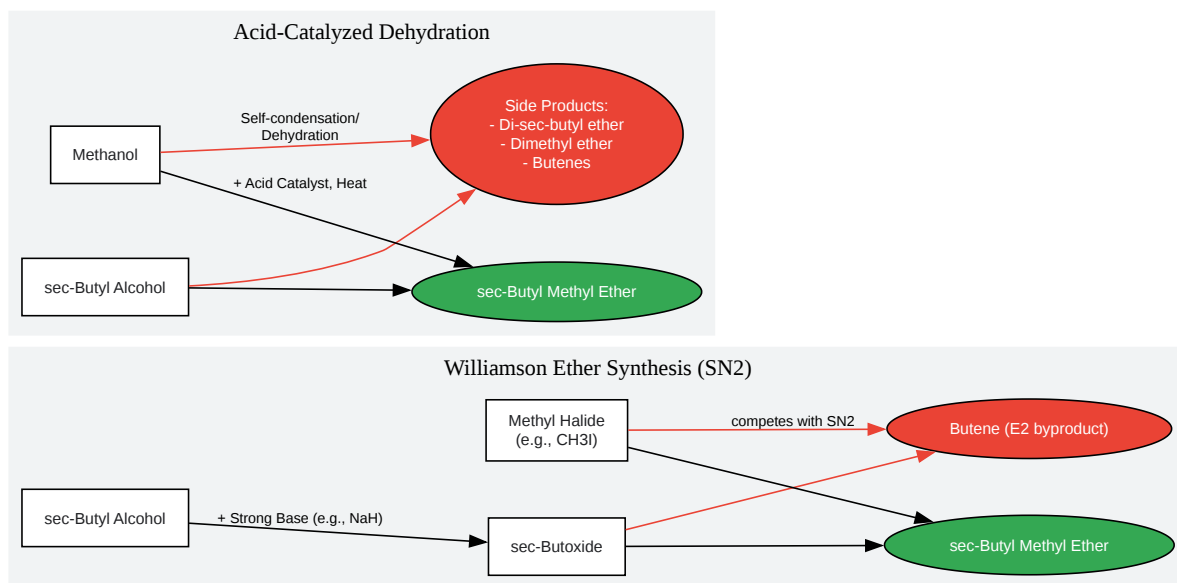 Acid-Catalyzed Dehydration
Side Products:
- Di-sec-butyl ether
- Dimethyl ether
- Butenes
Self-condensation/
Dehydration
Methanol
+ Acid Catalyst, Heat
sec-Butyl Alcohol
sec-Butyl Methyl Ether
Williamson Ether Synthesis (SN2)
Methyl Halide
(e.g., CH3I)
competes with SN2
Butene (E2 byproduct)
sec-Butyl Alcohol
+ Strong Base (e.g., NaH)
sec-Butoxide
sec-Butyl Methyl Ether